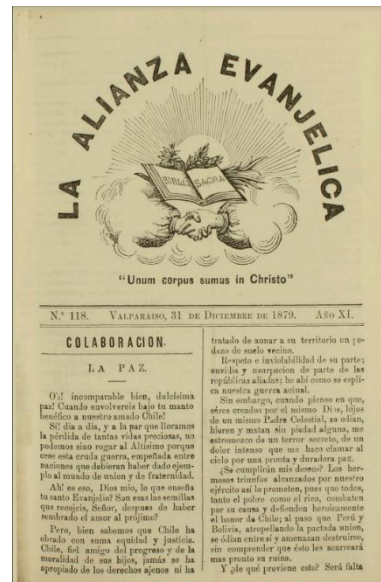 LA ALIANZA EVANJELICA
BIBLIA SACRA
"Unum corpus sumus in Christo"
N.° 118. VALPARAISO, 31 DE DICIEMBRE DE 1879. AÑO XI.
COLABORACION.
LA PAZ.
Oh! incomparable bien, dulcísima
paz! Cuando envolvereis bajo tu manto
benéfico a nuestro amado Chile!
Sí! dia a dia, y a la par que lloramos
la pérdida de tantas vidas preciosas, no
podemos sino rogar al Altísimo porque
cese esta cruda guerra, empeñada entre
naciones que debieran haber dado ejem-
plo al mundo de union y de fraternidad.
Ah! es eso, Dios mio, lo que enseña
tu santo Evanjelio? Son esas las semillas
que recojeis, Señor, despues de haber
sembrado el amor al prójimo?
Pero, bien sabemos que Chile ha
obrado con suma equidad y justicia.
Chile, fiel amigo del progreso y de la
moralidad de sus hijos, jamás se ha
apropiado de los derechos ajenos ni ha
tratado de aunar a su territorio un pe-
dazo de suelo vecino.
Respeto e inviolabilidad de su parte;
envidia y usurpacion de parte de las
repúblicas aliadas; he ahí como se espli-
ca nuestra guerra actual.
Sin embargo, cuando pienso en que,
séres creados por el mismo Dios, hijos
de un mismo Padre Celestial, se odian,
hieren y matan sin piedad alguna, me
estremezco de un terror secreto, de un
dolor intenso que me hace clamar al
cielo por una pronta y duradera paz.
¿Se cumplirán mis deseos? Los her-
mosos triunfos alcanzados por nuestro
ejército así lo prometen, pues que todos,
tanto el pobre como el rico, combaten
por su causa y defienden heroicamente
el honor de Chile; al paso que Perú y
Bolivia, atropellando la pactada union,
se ódian entre sí y amenazan destruirse,
sin comprender que ésto les acarreará
mas pronto su ruina.
Y ¿de qué proviene esto? Será falta